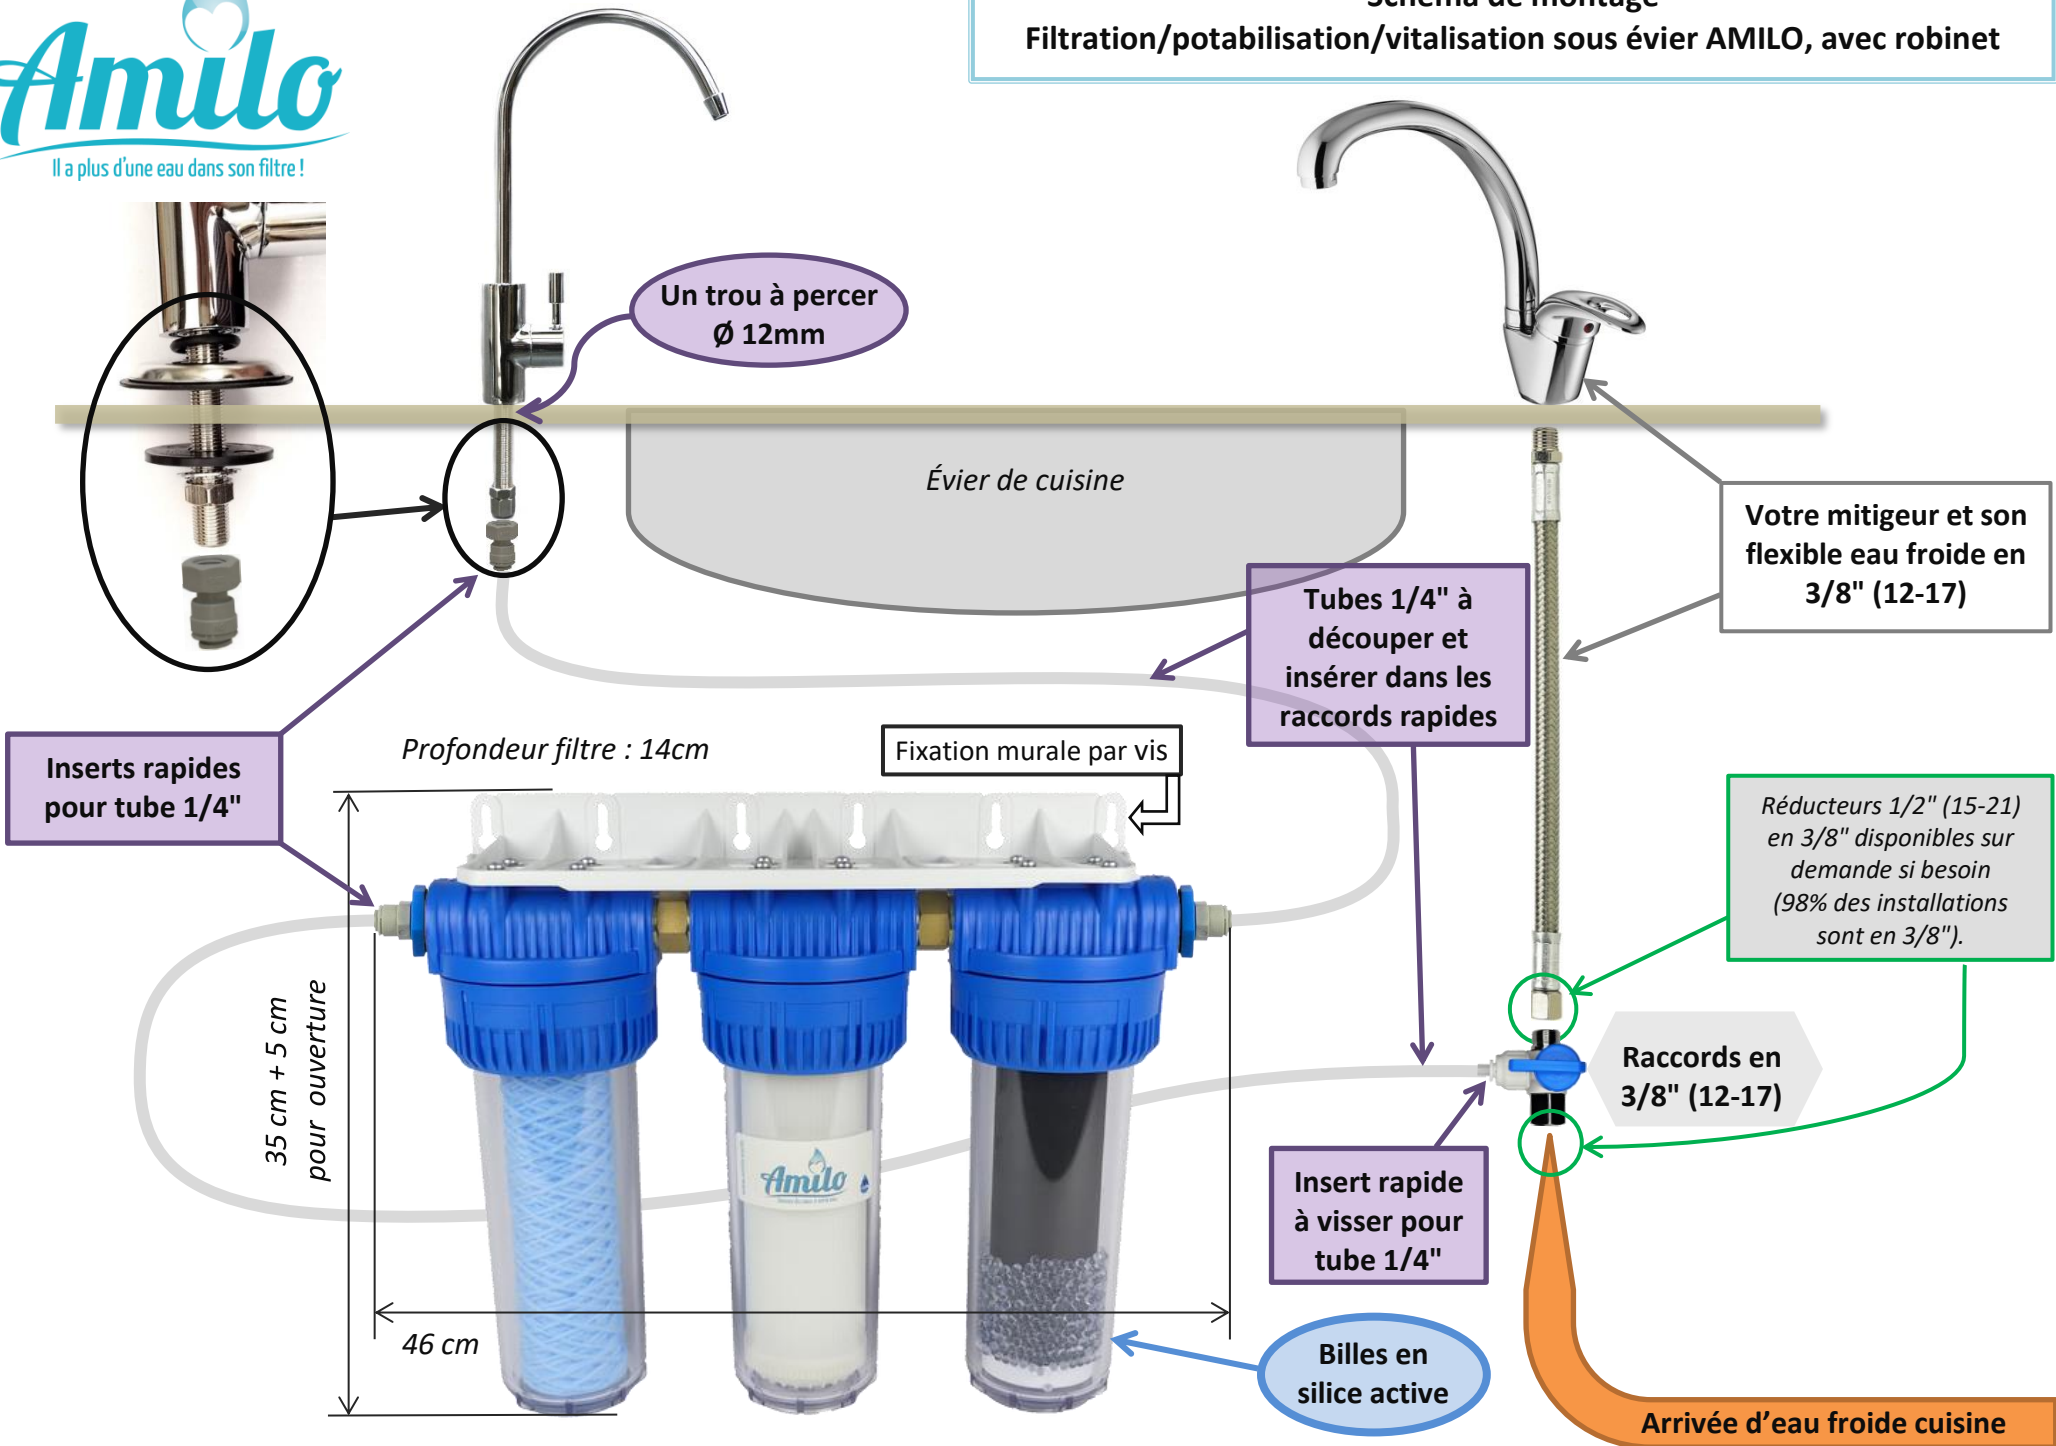 Schéma de montage
Filtration/potabilisation/vitalisation sous évier AMILO, avec robinet
Amilo
Il a plus d'une eau dans son filtre !
Un trou à percer
Ø 12mm
Évier de cuisine
Votre mitigeur et son
flexible eau froide en
3/8" (12-17)
Tubes 1/4" à
découper et
insérer dans les
raccords rapides
Inserts rapides
pour tube 1/4"
Profondeur filtre : 14cm
Fixation murale par vis
Réducteurs 1/2" (15-21)
en 3/8" disponibles sur
demande si besoin
(98% des installations
sont en 3/8").
35 cm + 5 cm
pour ouverture
Raccords en
3/8" (12-17)
Amilo
Insert rapide
à visser pour
tube 1/4"
46 cm
Billes en
silice active
Arrivée d'eau froide cuisine